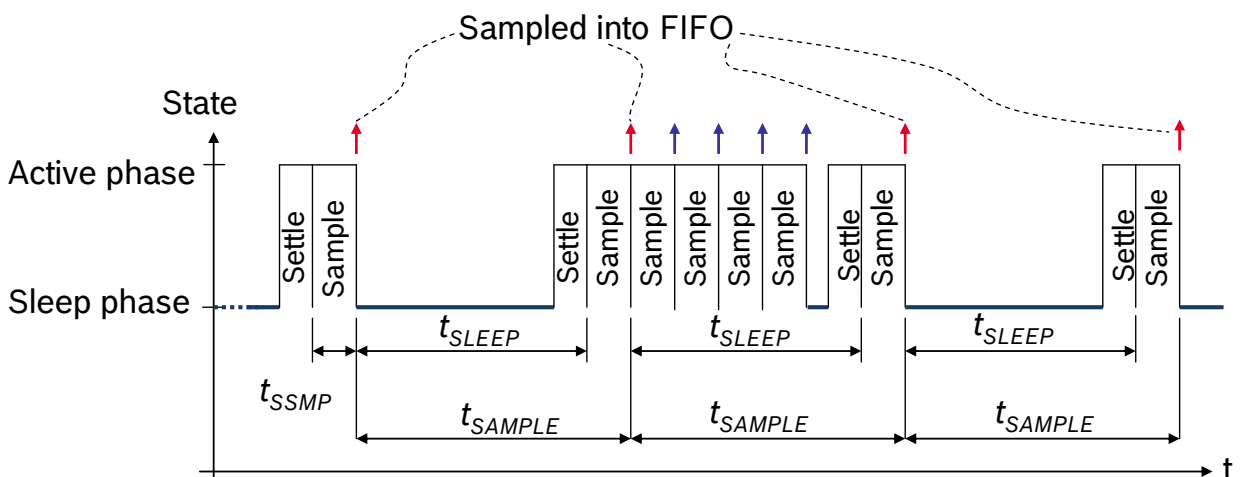 Sampled into FIFO
State
Active phase
Settle
Sample
Settle
Sample
Sample
Sample
Sample
Sample
Settle
Sample
Settle
Sample
Sleep phase
tSLEEP
tSLEEP
tSLEEP
tSSMP
tSAMPLE
tSAMPLE
tSAMPLE
t